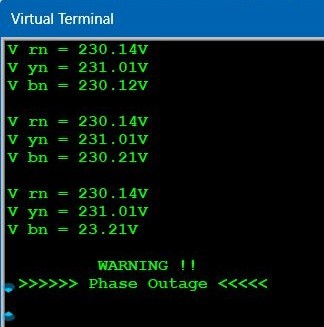 Virtual Terminal
V rn = 230.14V
V yn = 231.01V
V bn = 230.12V
V rn = 230.14V
V yn = 231.01V
V bn = 230.21V
V rn = 230.14V
V yn = 231.01V
V bn = 23.21V
WARNING !!
>>>>>> Phase Outage <<<<<